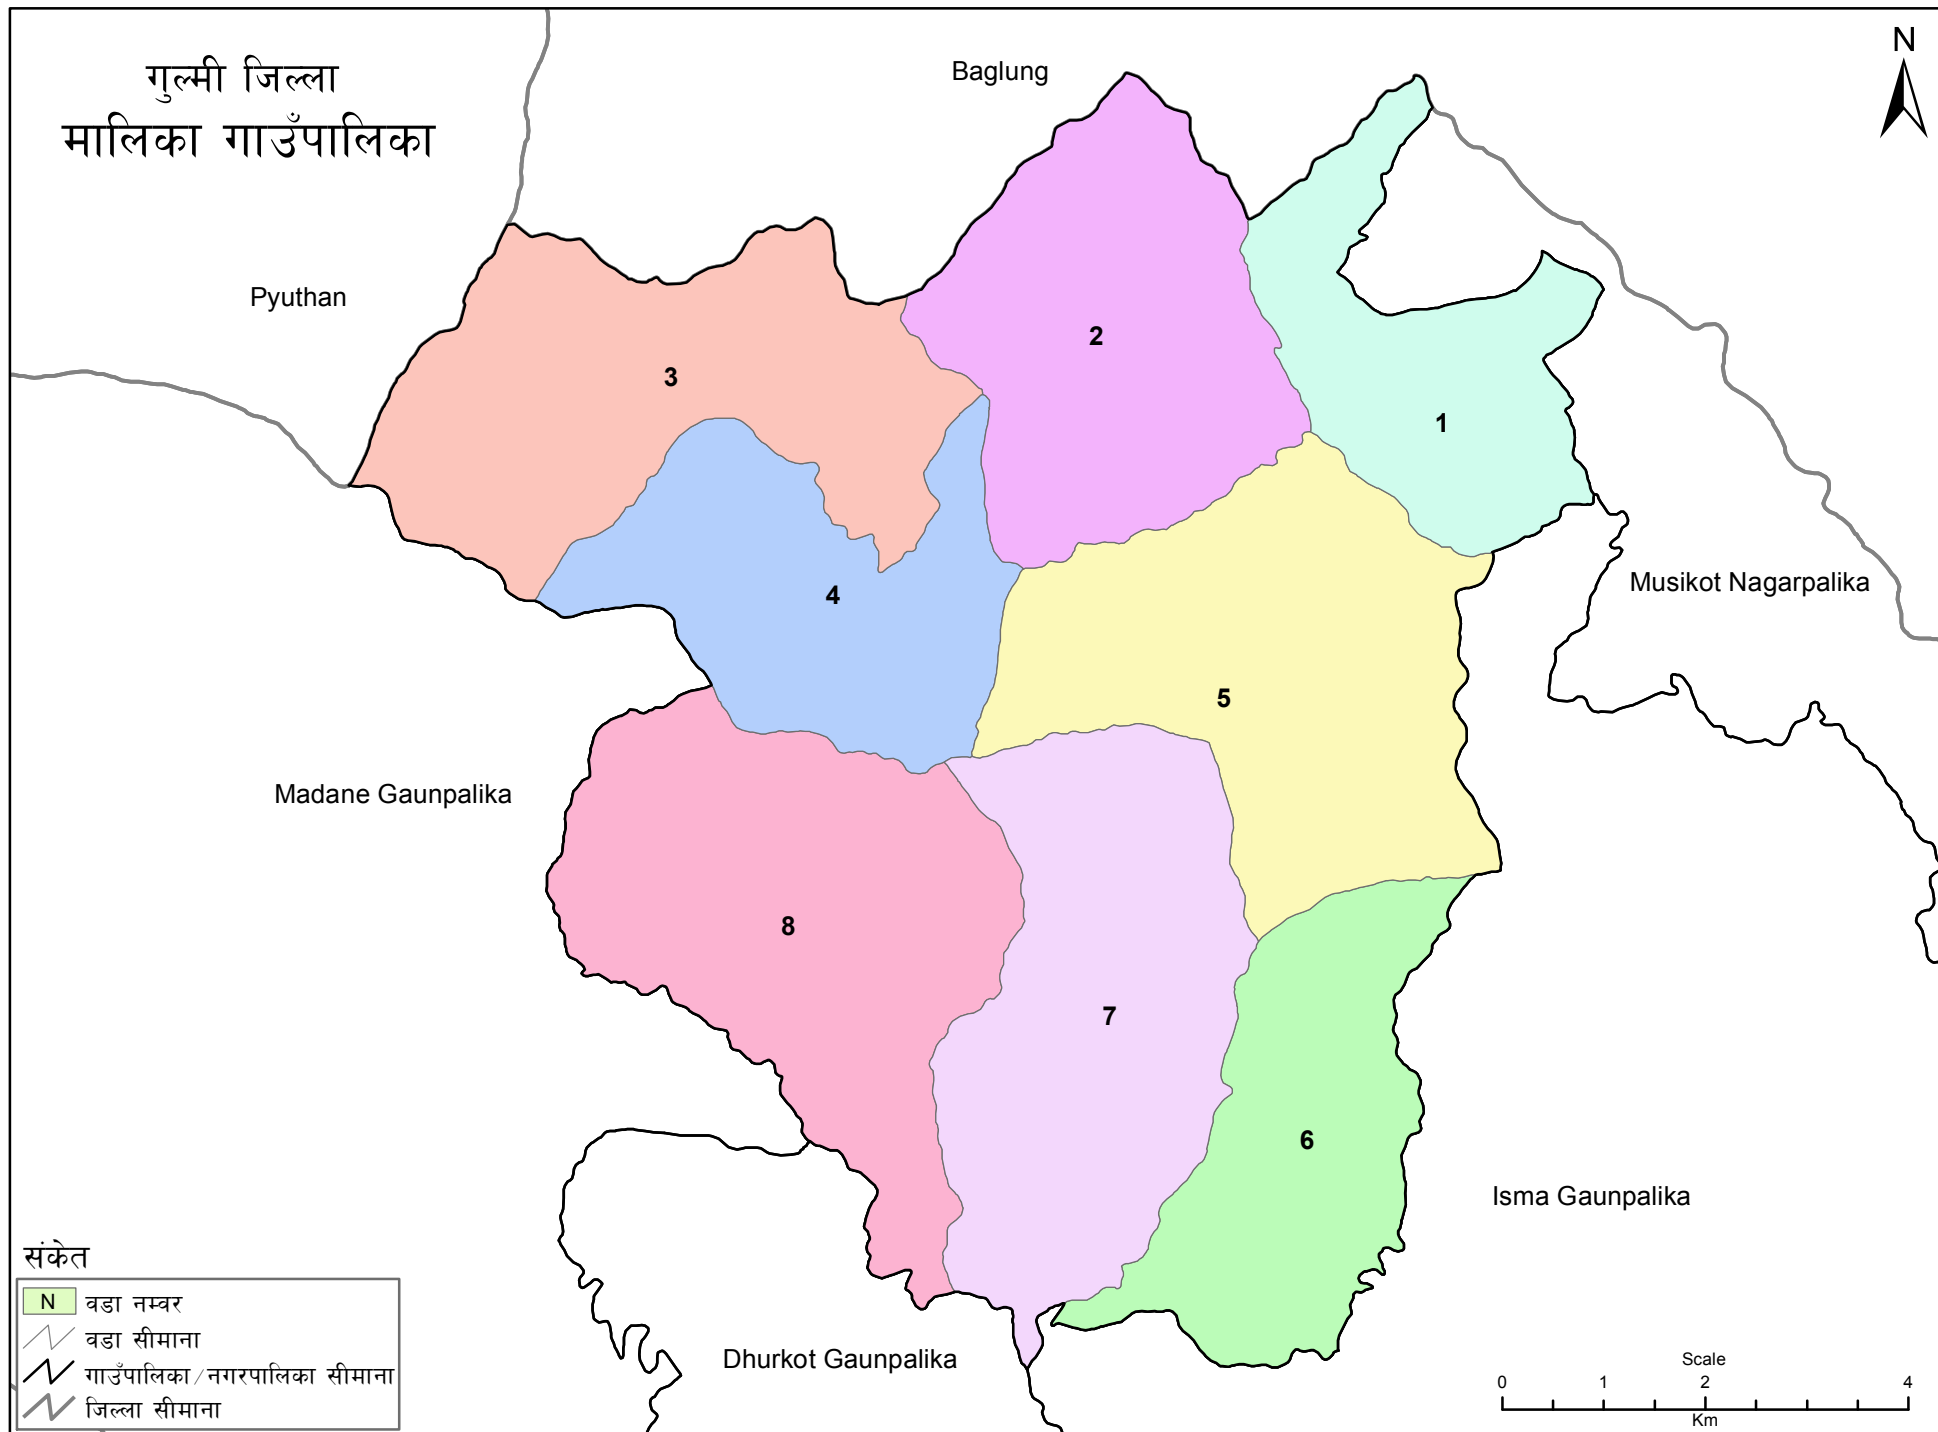 गुल्मी जिल्ला
मालिका गाउँपालिका
Baglung
N
Pyuthan
2
3
1
Musikot Nagarpalika
4
5
Madane Gaunpalika
8
7
6
Isma Gaunpalika
Dhurkot Gaunpalika
संकेत
N वडा नम्वर
वडा सीमाना
गाउँपालिका/नगरपालिका सीमाना
जिल्ला सीमाना
Scale
0 1 2 4
Km